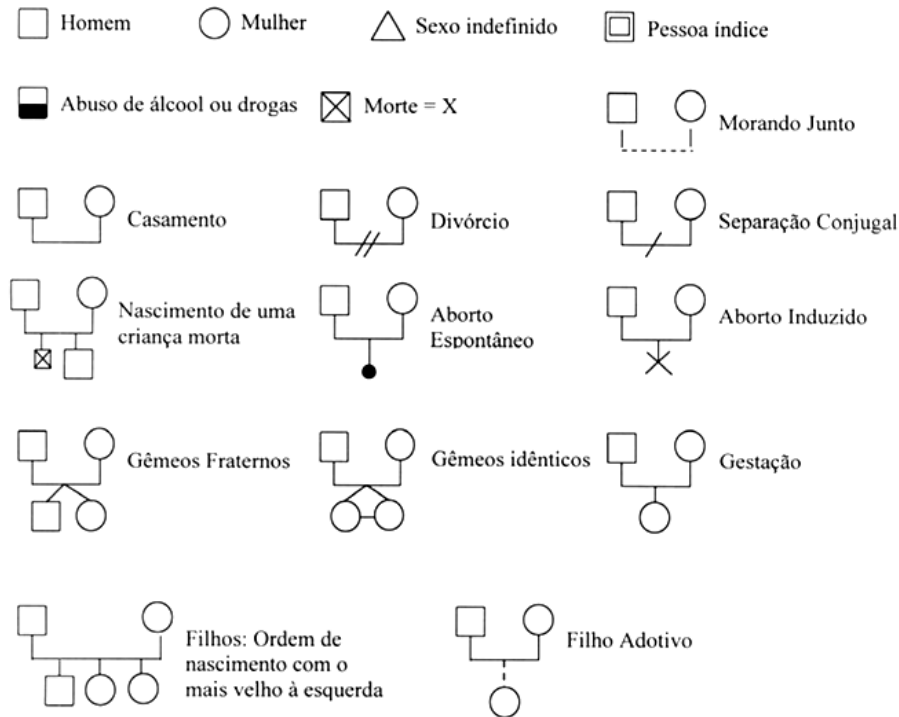 Homem
Mulher
Sexo indefinido
Pessoa índice
Abuso de álcool ou drogas
Morte = X
Morando Junto
Casamento
Divórcio
Separação Conjugal
Nascimento de uma
criança morta
Aborto
Espontâneo
Aborto Induzido
Gêmeos Fraternos
Gêmeos idênticos
Gestação
Filhos: Ordem de
nascimento com o
mais velho à esquerda
Filho Adotivo